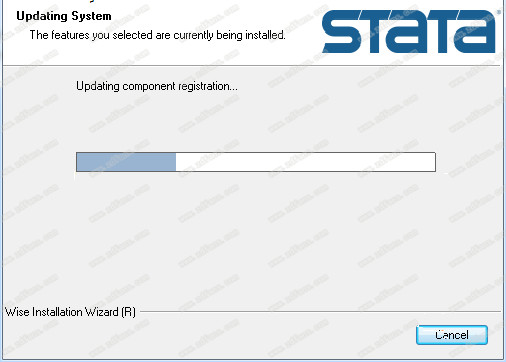 Updating System
The features you selected are currently being installed.
STATA
Updating component registration...
Wise Installation Wizard (R)
Cancel